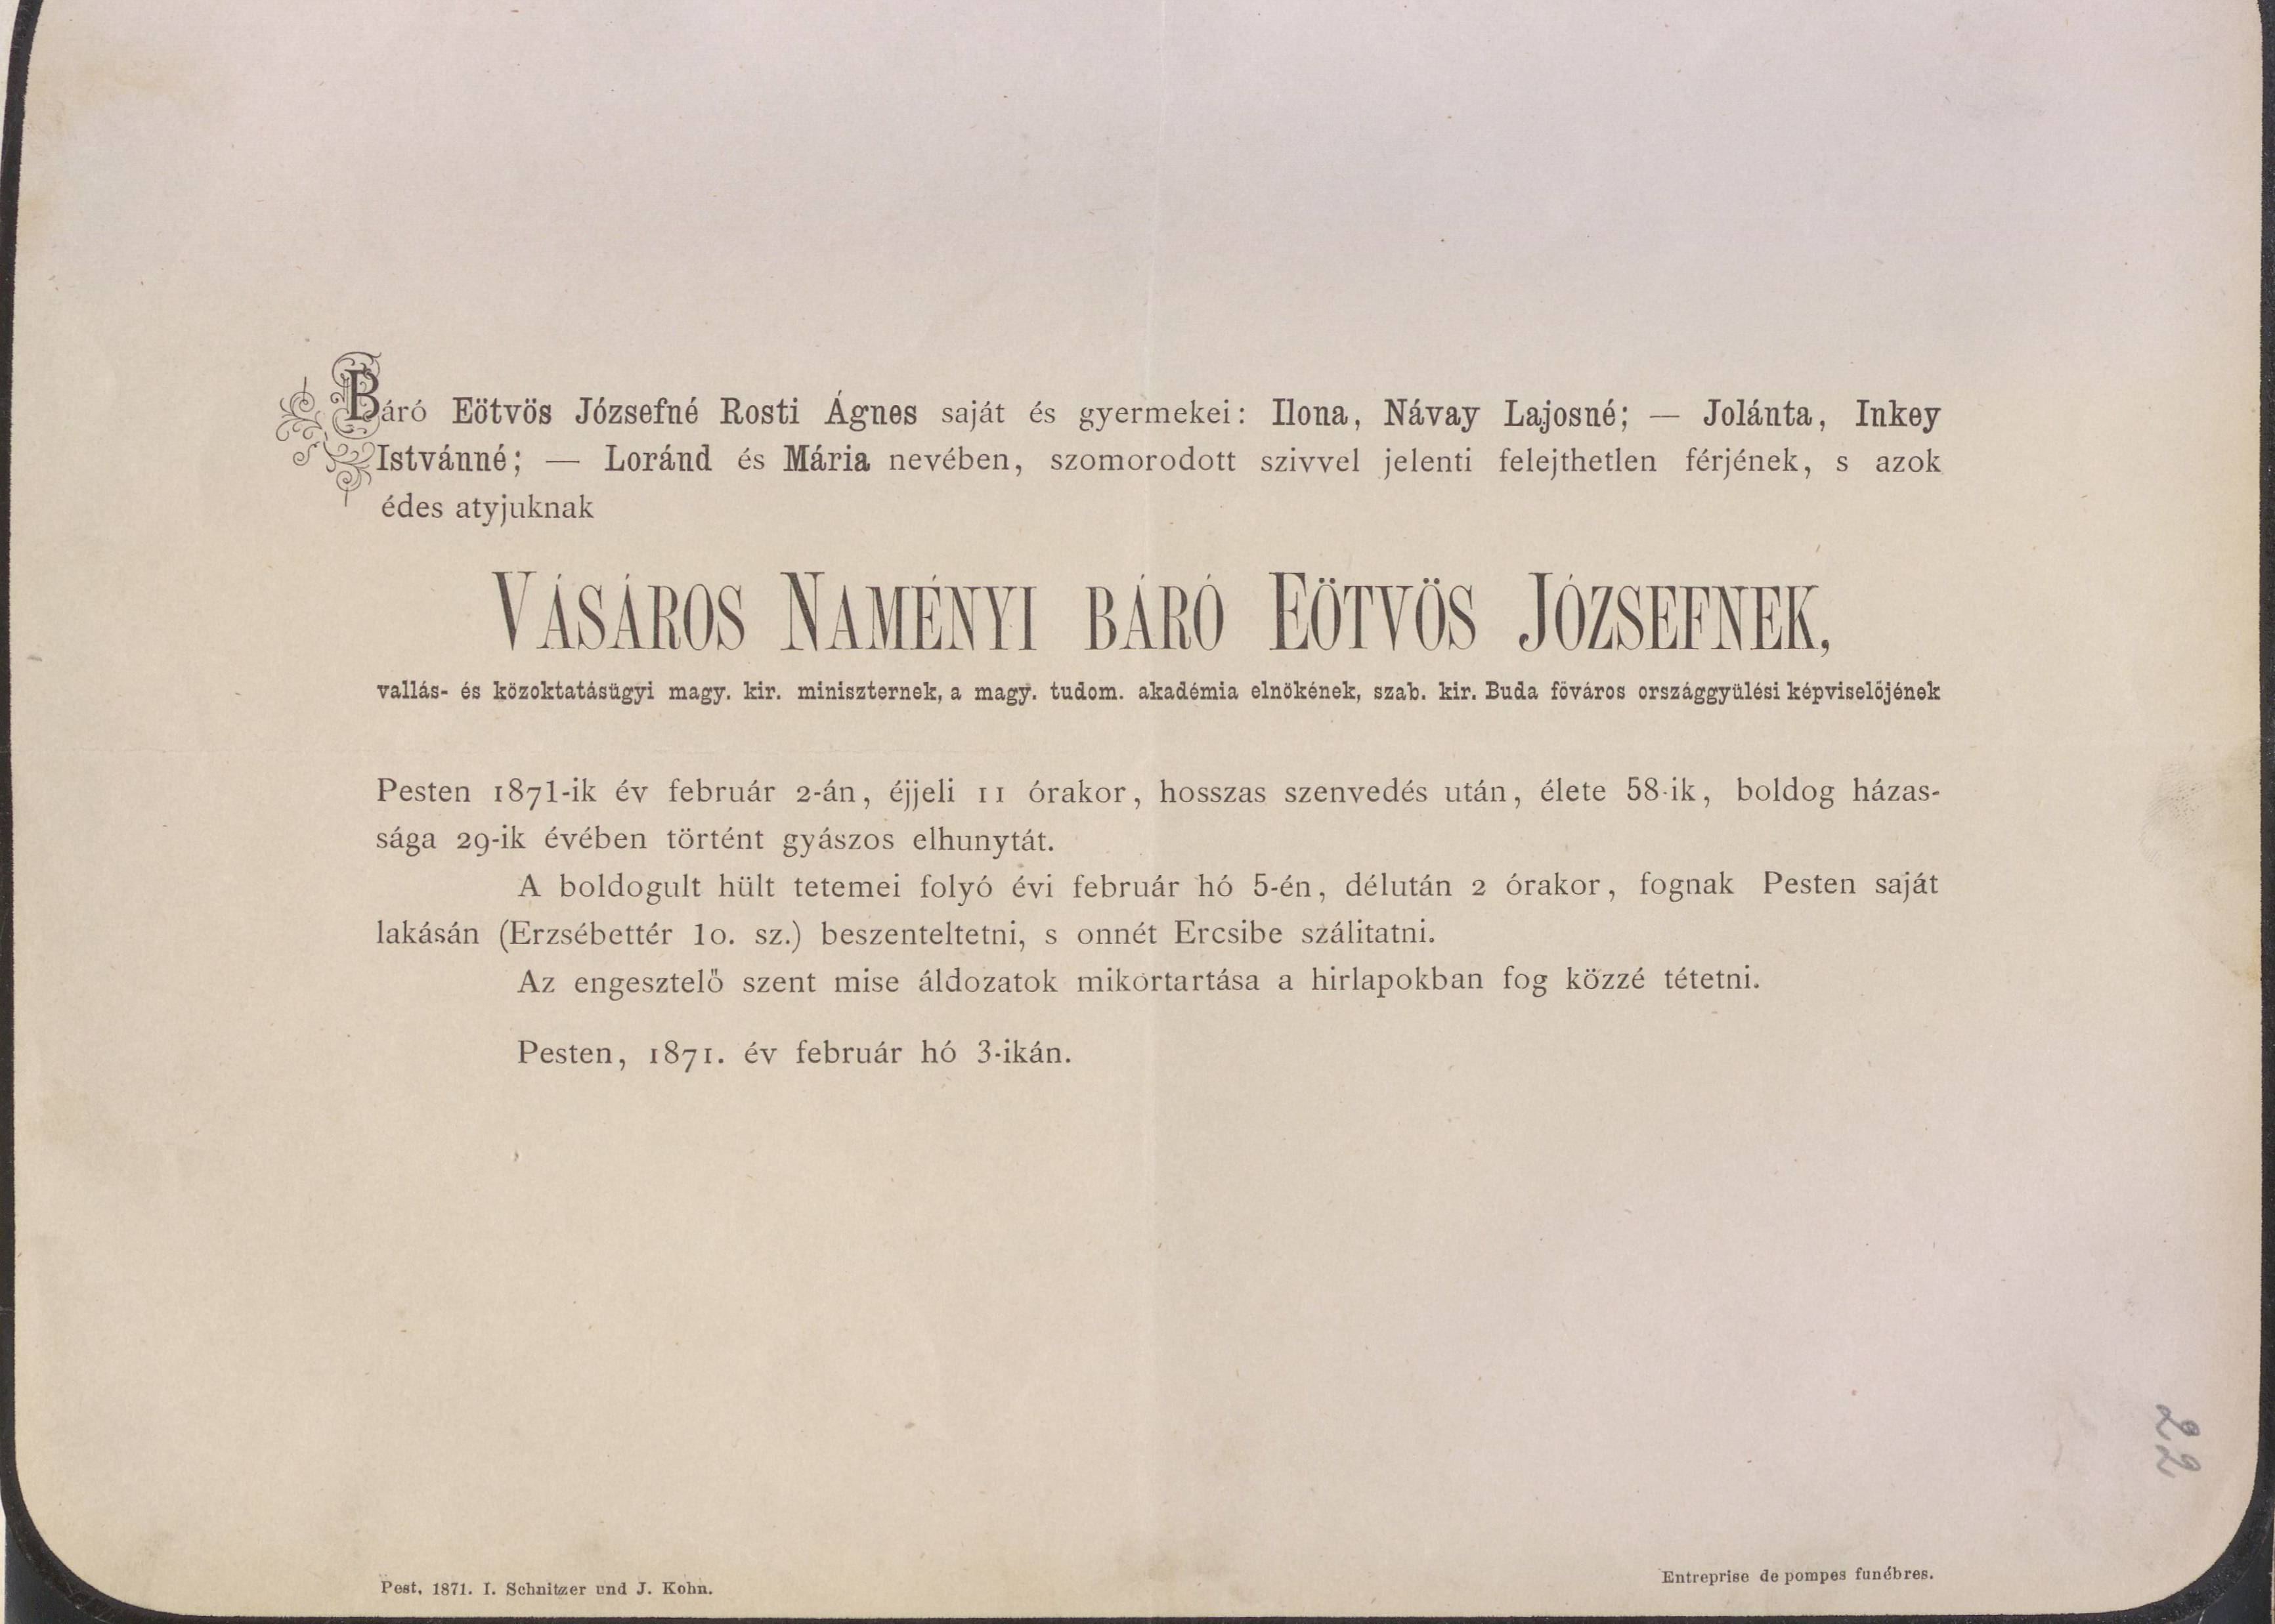 Báró Eötvös Józsefné Rosti Ágnes saját és gyermekei: Ilona, Návay Lajosné; — Jolánta, Inkey
Istvánné; — Loránd és Mária nevében, szomorodott szivvel jelenti felejthetlen férjének, s azok
édes atyjuknak
VÁSÁROS NAMÉNYI BÁRÓ EÖTVÖS JÓZSEFNEK,
vallás- és közoktatásügyi magy. kir. miniszternek, a magy. tudom. akadémia elnökének, szab. kir. Buda főváros országgyülési képviselőjének
Pesten 1871-ik év február 2-án, éjjeli 11 órakor, hosszas szenvedés után, élete 58-ik, boldog házas-
sága 29-ik évében történt gyászos elhunytát.
A boldogult hült tetemei folyó évi február hó 5-én, délután 2 órakor, fognak Pesten saját
lakásán (Erzsébettér 10. sz.) beszenteltetni, s onnét Ercsibe szálitatni.
Az engesztelő szent mise áldozatok mikortartása a hirlapokban fog közzé tétetni.
Pesten, 1871. év február hó 3-ikán.
22
Pest, 1871. I. Schnitzer und J. Kohn.
Entreprise de pompes funébres.